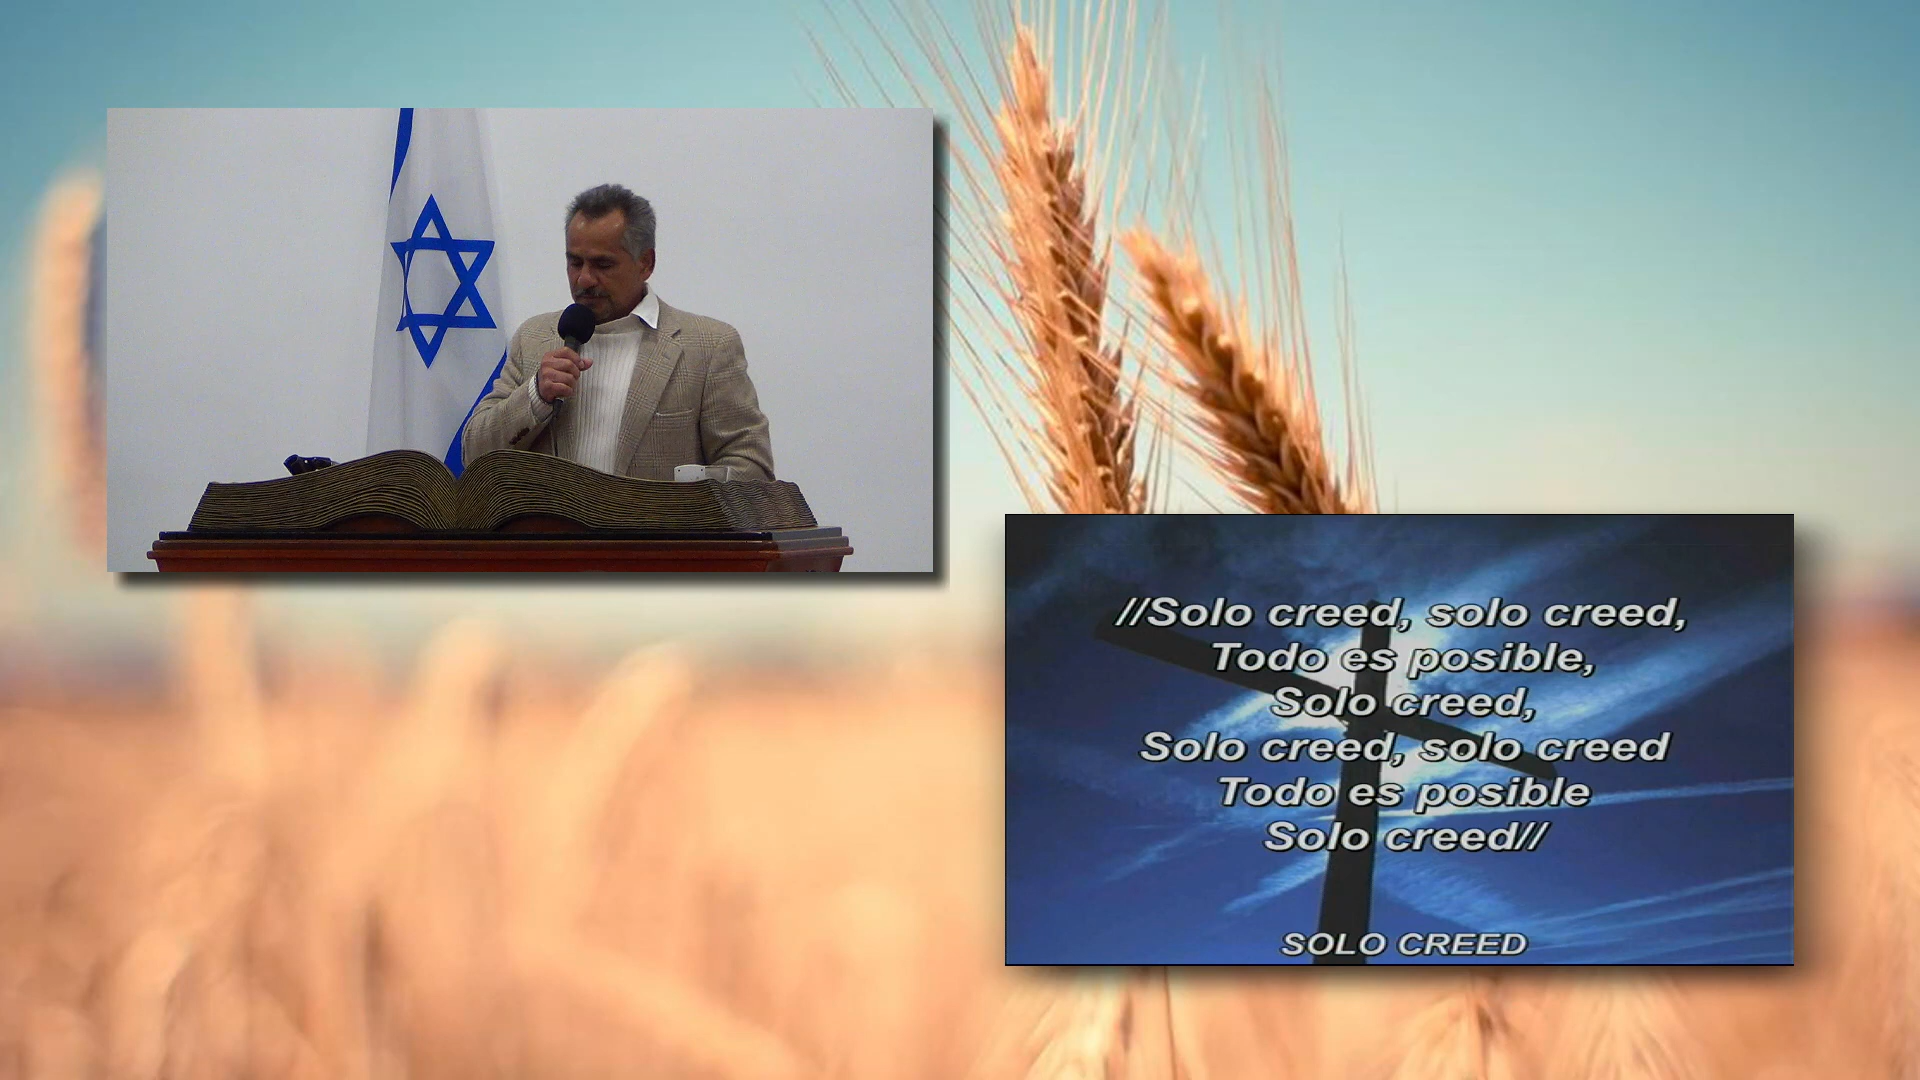 //Solo creed, solo creed,
Todo es posible,
Solo creed,
Solo creed, solo creed
Todo es posible
Solo creed//
SOLO CREED